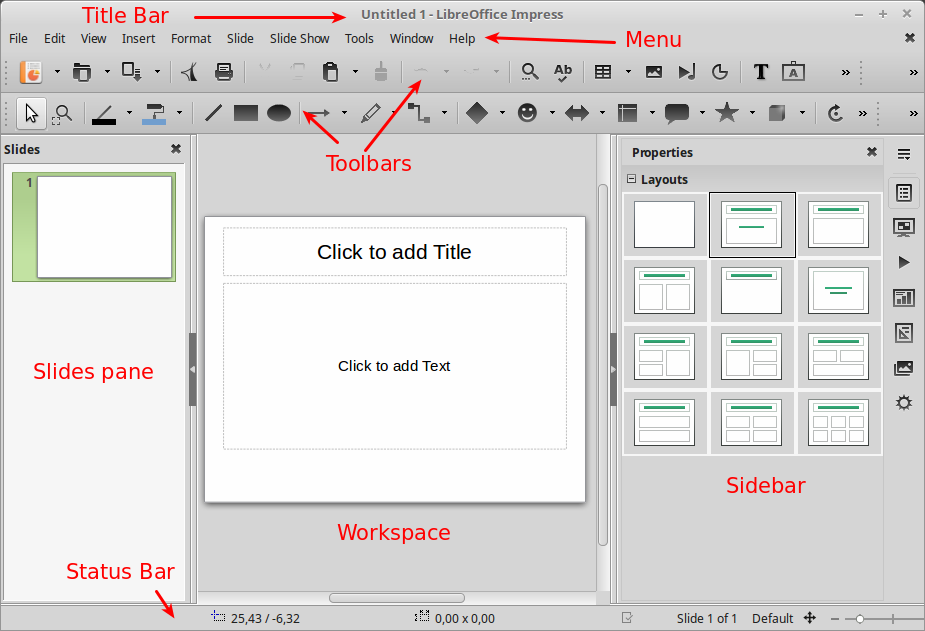 Title Bar
Untitled 1 - LibreOffice Impress
File Edit View Insert Format Slide Slide Show Tools Window Help
Menu
Ab
T A
Toolbars
Slides
Properties
Layouts
1
Click to add Title
Click to add Text
Slides pane
Sidebar
Workspace
Status Bar
25,43 / -6,32 0,00 x 0,00 Slide 1 of 1 Default